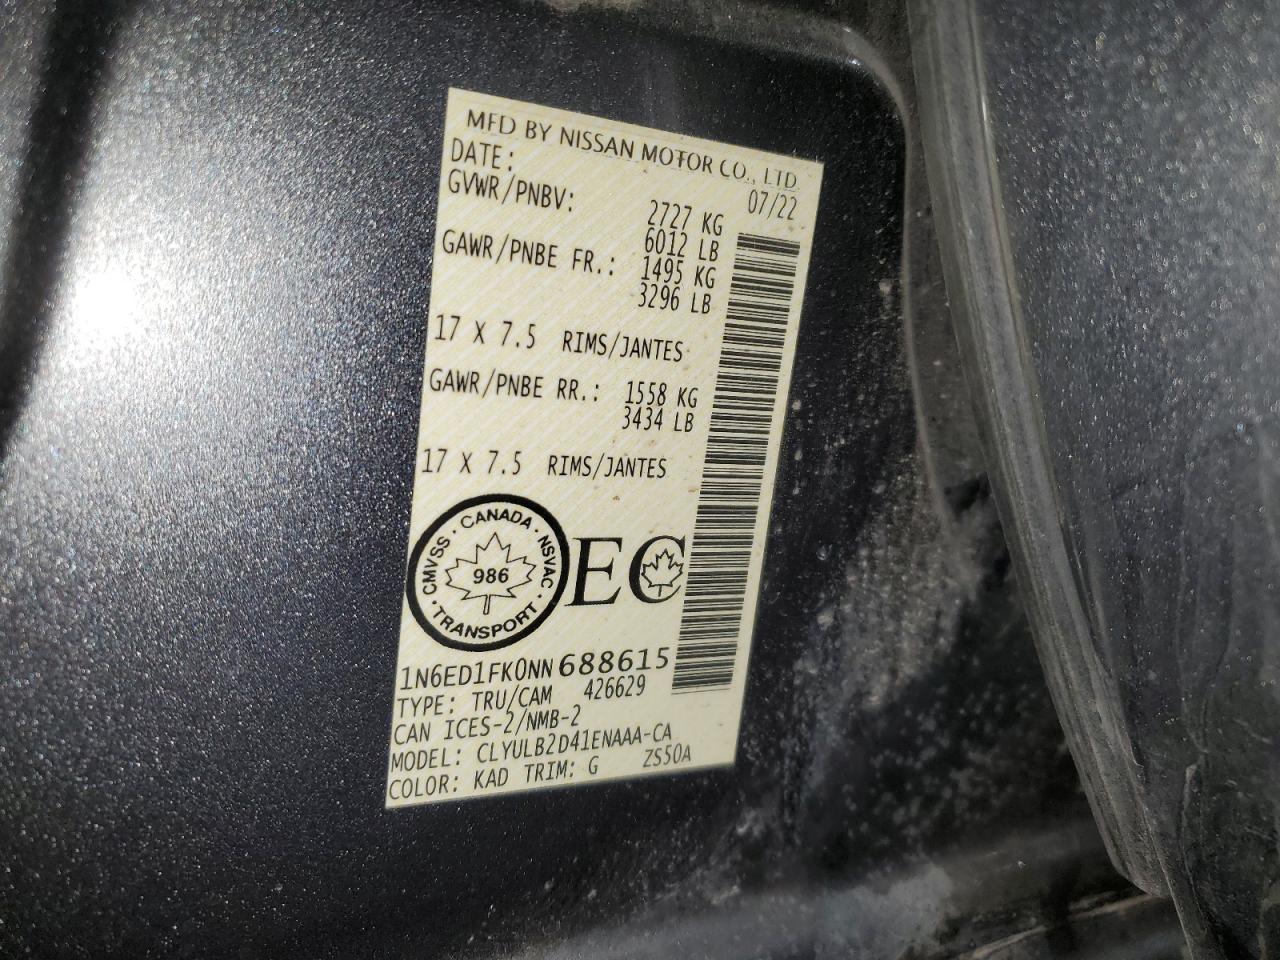 MFD BY NISSAN MOTOR CO., LTD.
DATE: 07/22
GVWR/PNBV: 2727 KG
6012 LB
GAWR/PNBE FR.: 1495 KG
3296 LB
17 X 7.5 RIMS/JANTES
GAWR/PNBE RR.: 1558 KG
3434 LB
17 X 7.5 RIMS/JANTES
CMVSS · CANADA · NSVAC · TRANSPORT ·
986
EC
1N6ED1FK0NN688615
TYPE: TRU/CAM 426629
CAN ICES-2/NMB-2
MODEL: CLYULB2D41ENAAA-CA
COLOR: KAD TRIM: G ZS50A